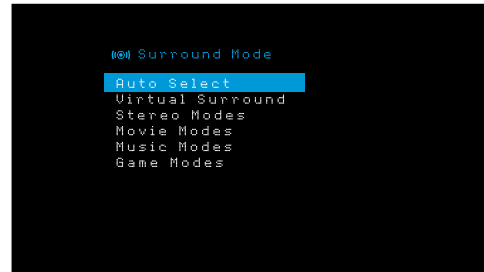 Surround Mode
Auto Select
Virtual Surround
Stereo Modes
Movie Modes
Music Modes
Game Modes